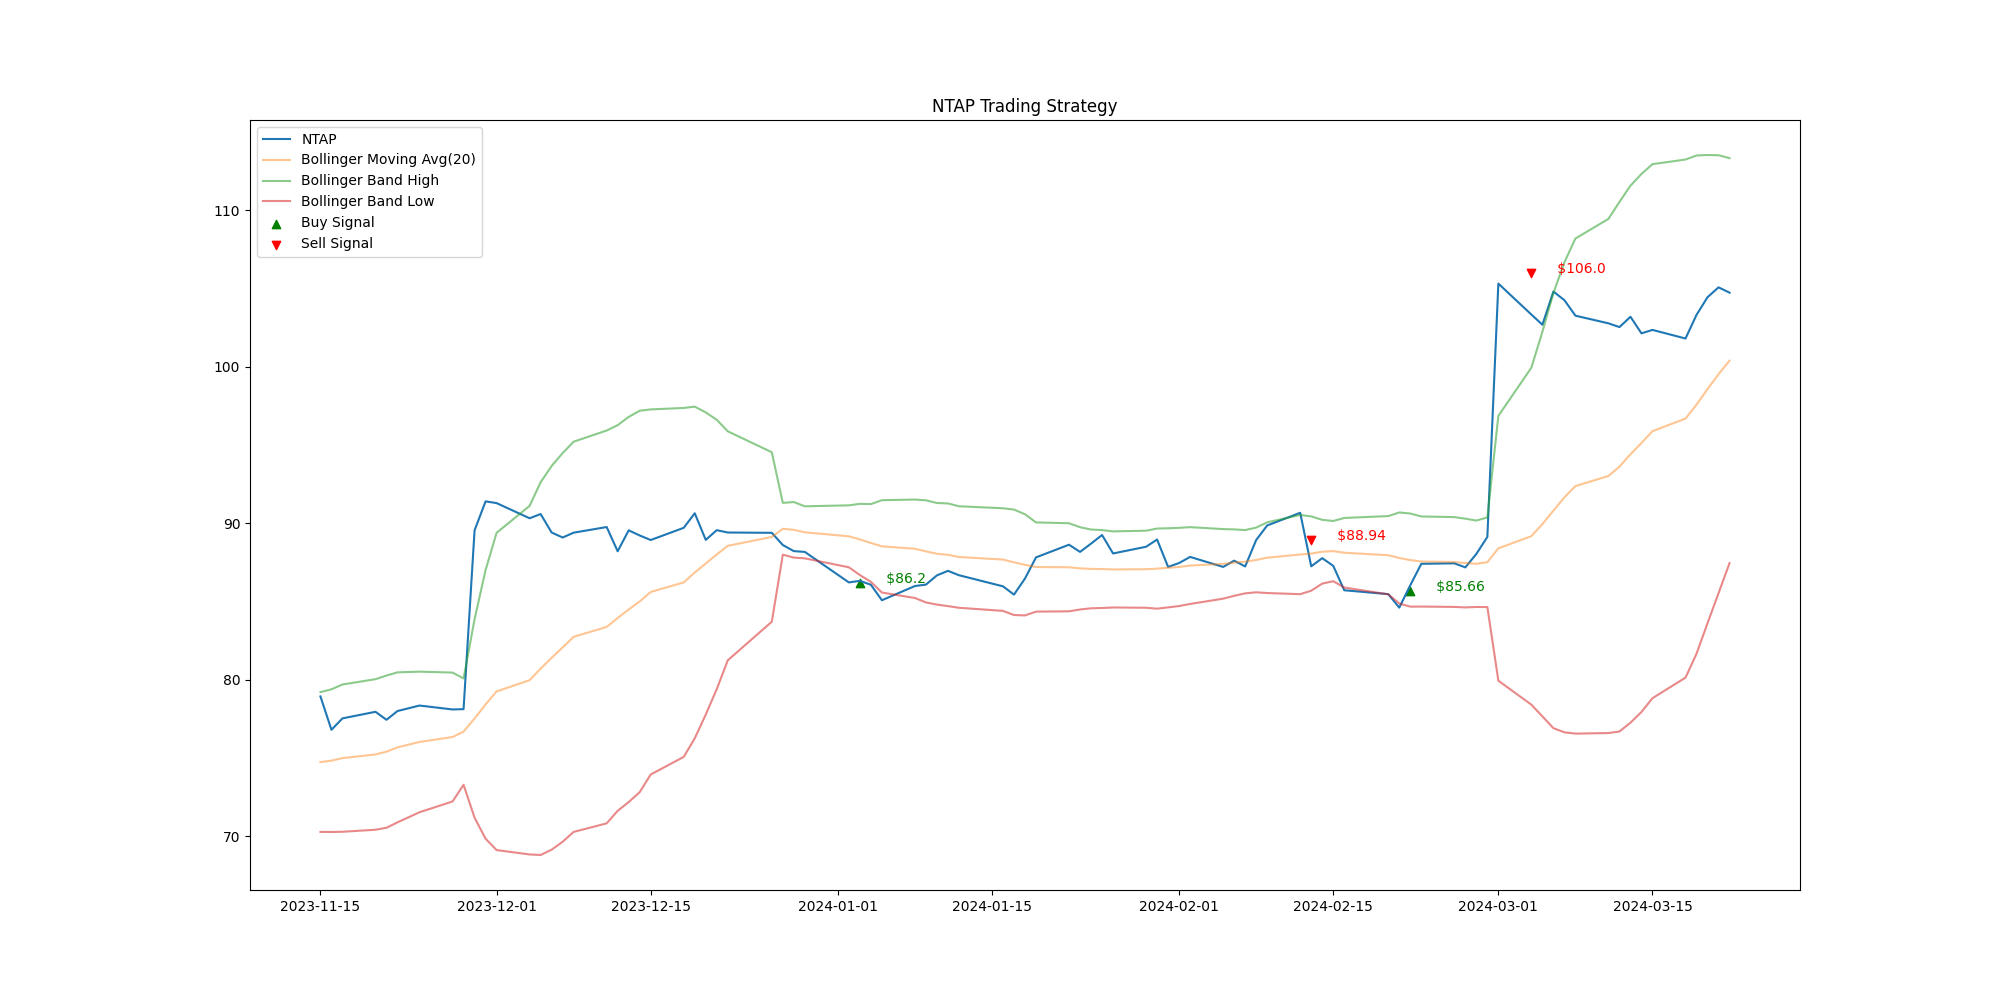 NTAP Trading Strategy
NTAP
Bollinger Moving Avg(20)
Bollinger Band High
Bollinger Band Low
Buy Signal
Sell Signal
110
100
90
80
70
$106.0
$88.94
$86.2
$85.66
2023-11-15
2023-12-01
2023-12-15
2024-01-01
2024-01-15
2024-02-01
2024-02-15
2024-03-01
2024-03-15